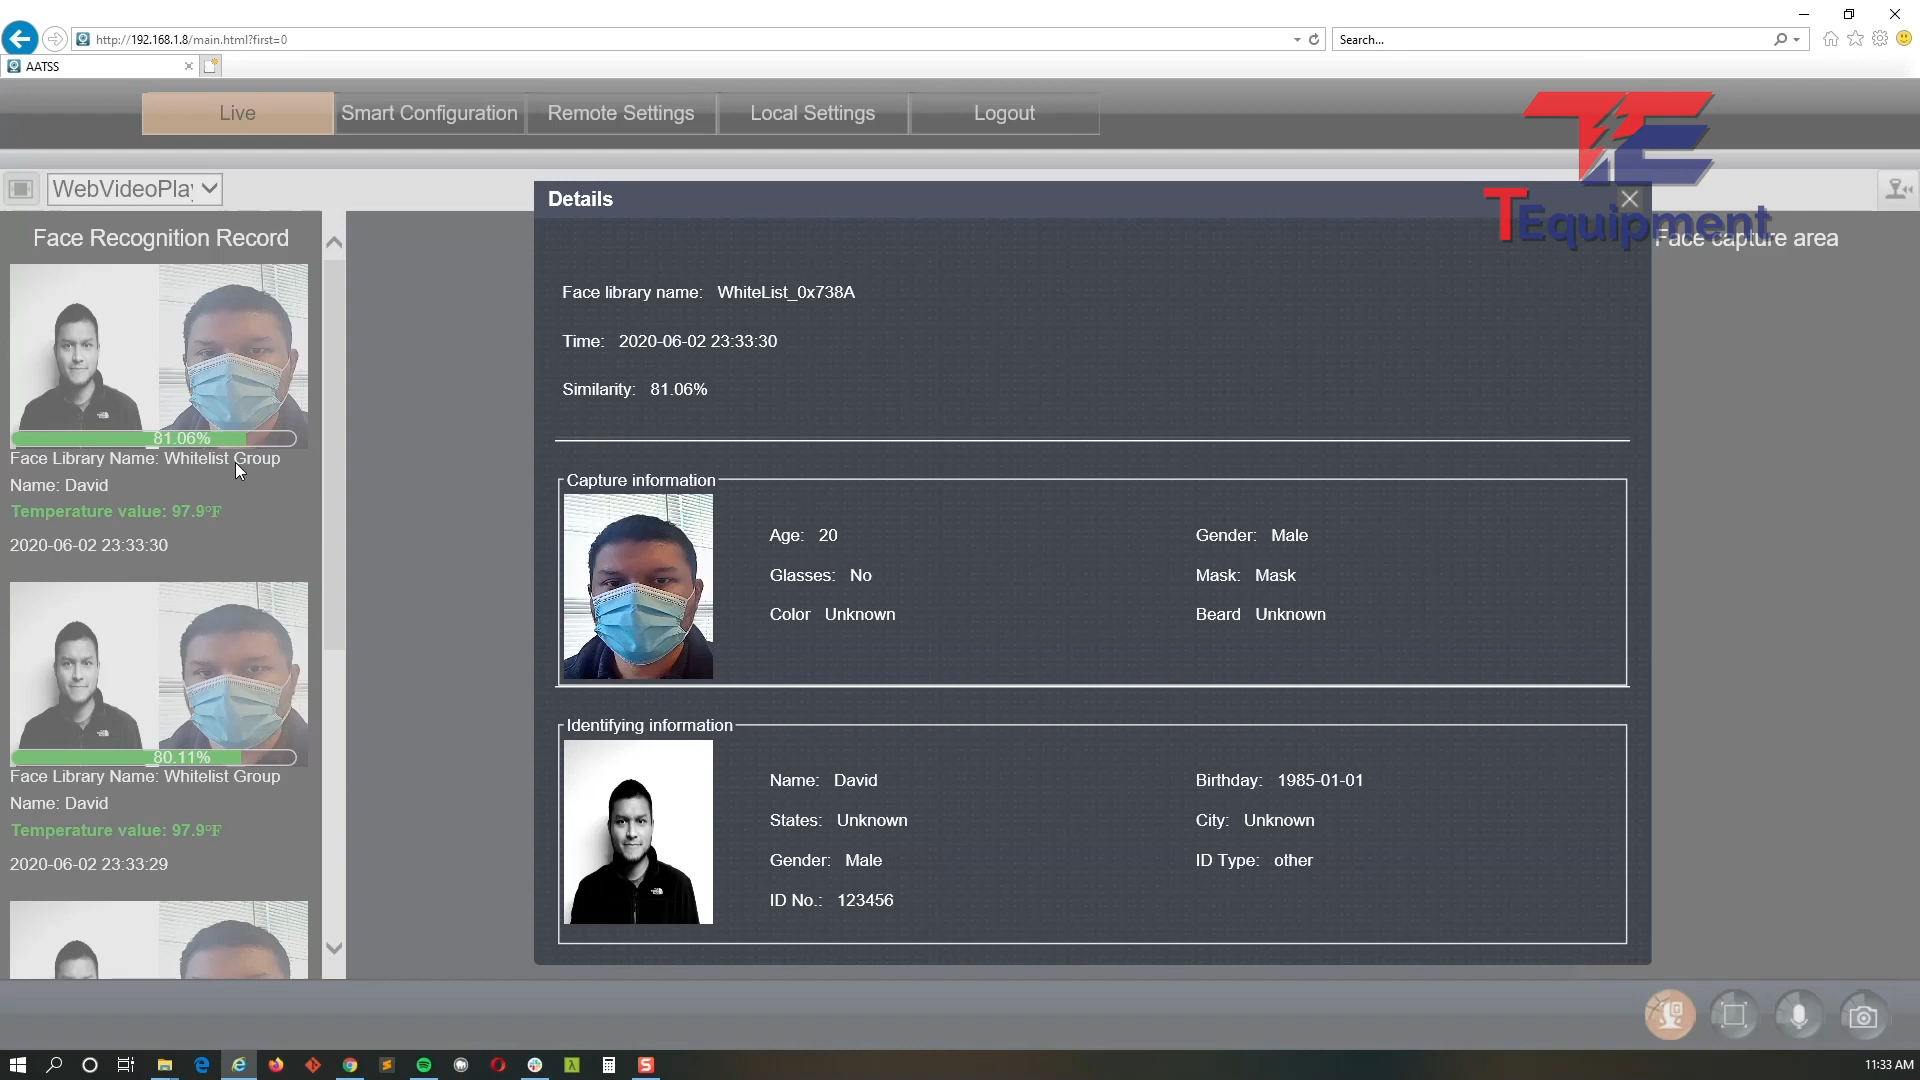 http://192.168.1.8/main.html?first=0
Search...
AATSS
Live
Smart Configuration
Remote Settings
Local Settings
Logout
TE
TEquipment
WebVideoPla
Details
Face Recognition Record
Face capture area
81.06%
Face Library Name: Whitelist Group
Name: David
Temperature value: 97.9°F
2020-06-02 23:33:30
80.11%
Face Library Name: Whitelist Group
Name: David
Temperature value: 97.9°F
2020-06-02 23:33:29
Face library name: WhiteList_0x738A
Time: 2020-06-02 23:33:30
Similarity: 81.06%
Capture information
Age: 20
Gender: Male
Glasses: No
Mask: Mask
Color Unknown
Beard Unknown
Identifying information
Name: David
Birthday: 1985-01-01
States: Unknown
City: Unknown
Gender: Male
ID Type: other
ID No.: 123456
11:33 AM